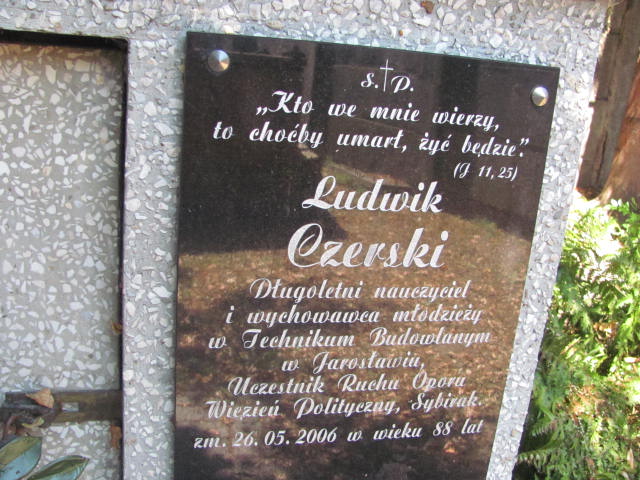 Ś.†P.
„Kto we mnie wierzy,
to choćby umarł, żyć będzie."
(J 11,25)
Ludwik
Czerski
Długoletni nauczyciel
i wychowawca młodzieży
w Technikum Budowlanym
w Jarosławiu,
Uczestnik Ruchu Oporu
Więzień Polityczny, Sybirak.
zm. 26.05.2006 w wieku 88 lat